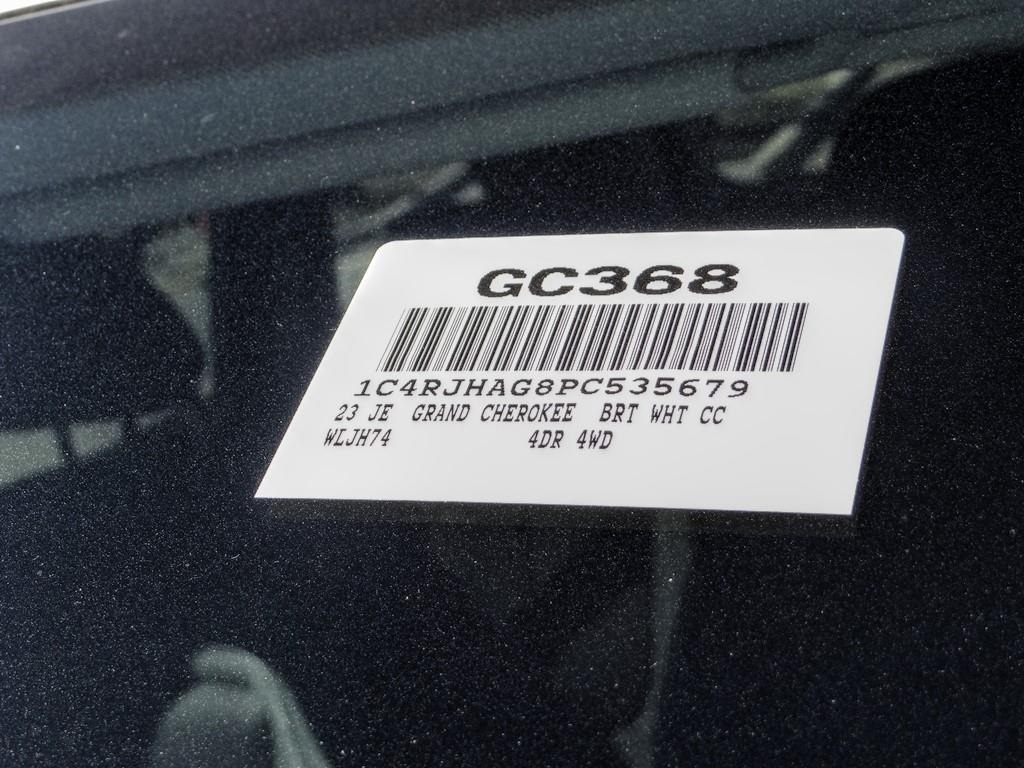 GC368
1C4RJHAG8PC535679
23 JE GRAND CHEROKEE BRT WHT CC
WLJH74 4DR 4WD